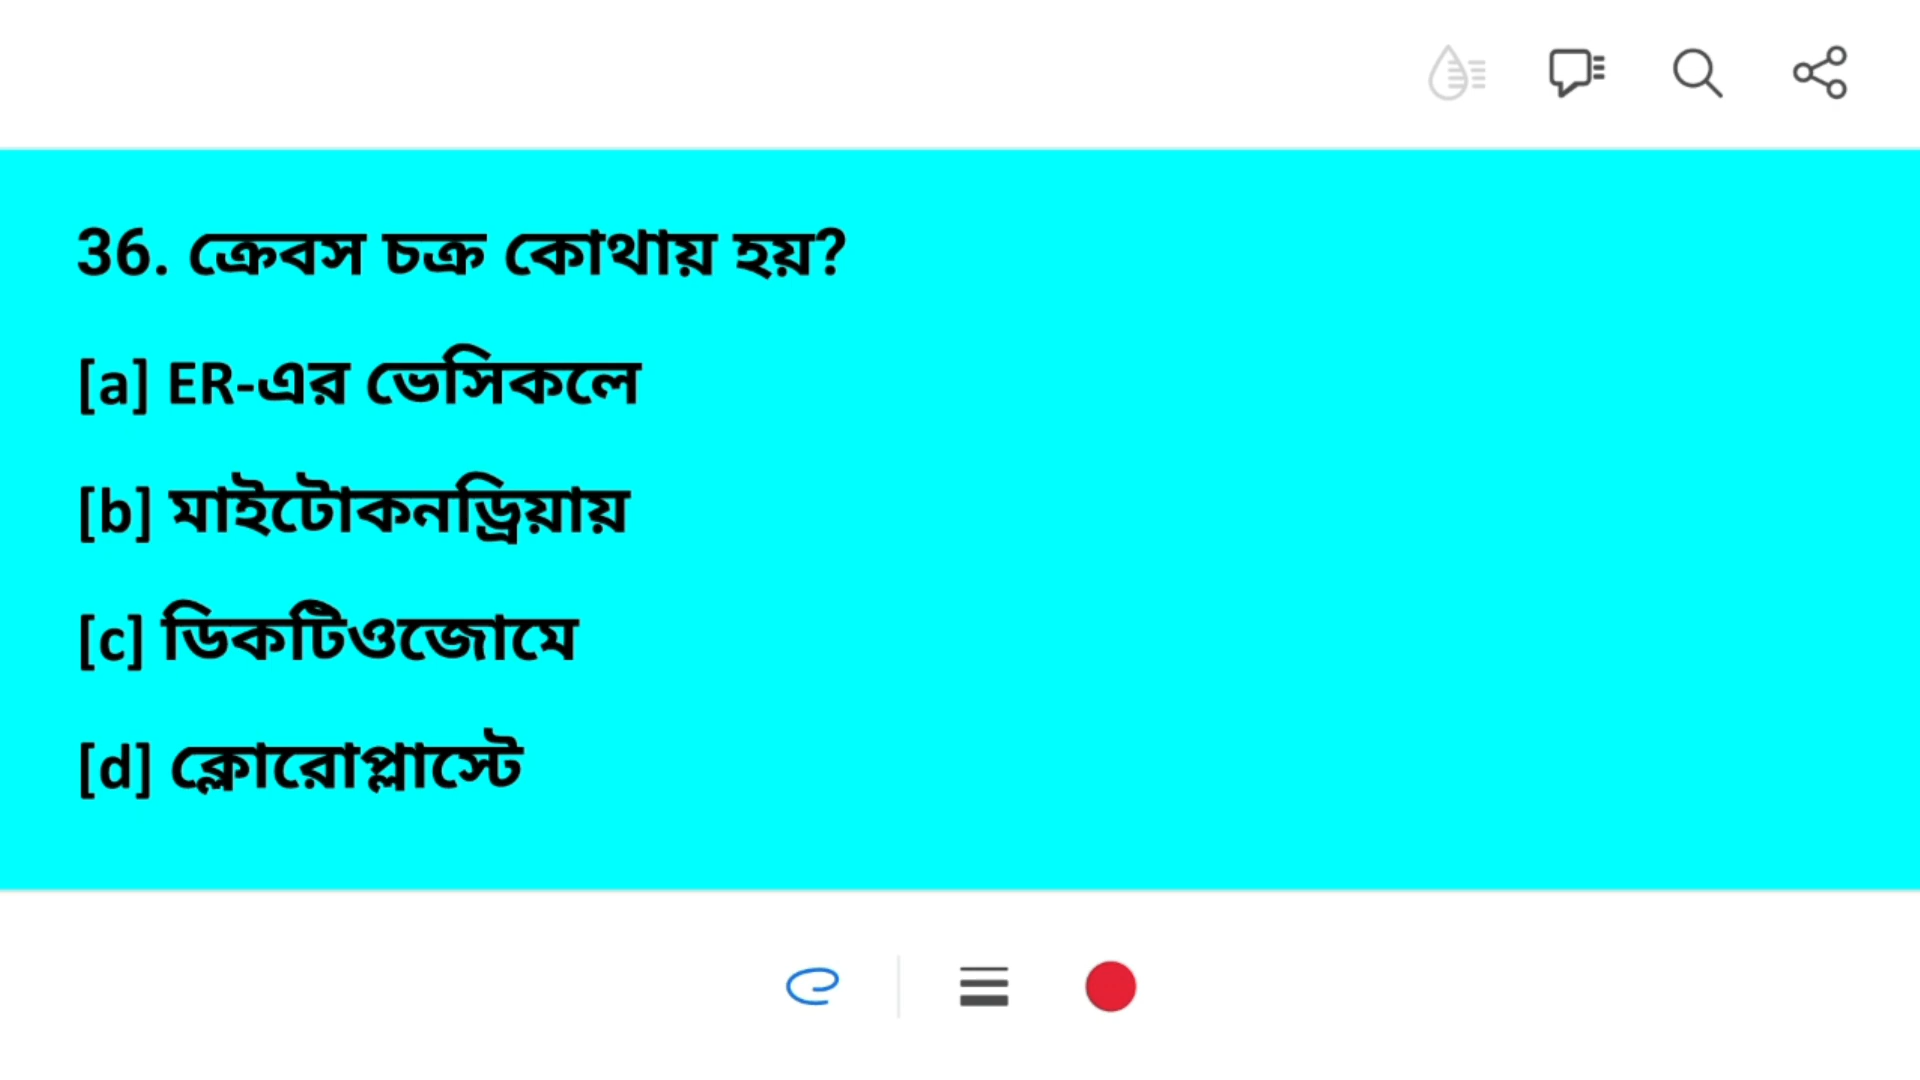 36. ক্রেবস চক্র কোথায় হয়?
[a] ER-এর ভেসিকলে
[b] মাইটোকনড্রিয়ায়
[c] ডিকটিওজোমে
[d] ক্লোরোপ্লাস্টে